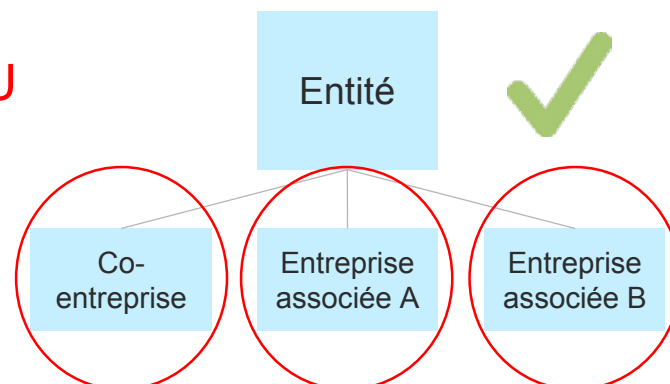 U
Entité
Co-
entreprise
Entreprise
associée A
Entreprise
associée B